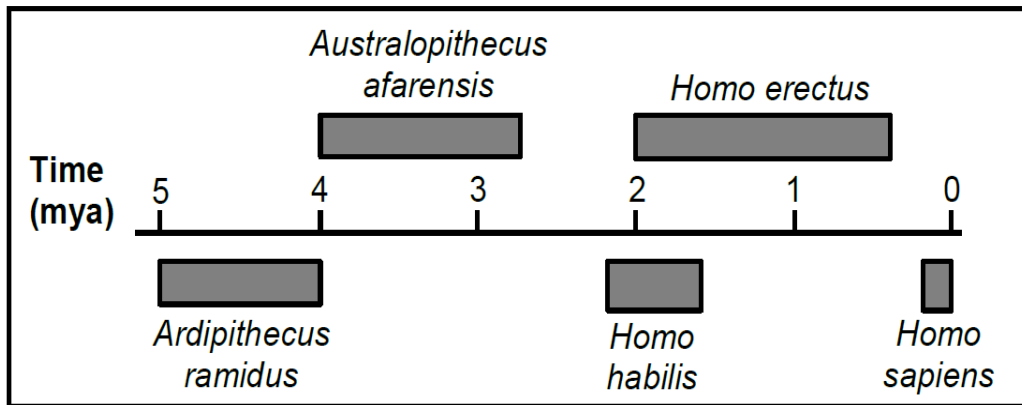 Australopithecus
afarensis
Homo erectus
Time
(mya)
5 4 3 2 1 0
Ardipithecus
ramidus
Homo
habilis
Homo
sapiens